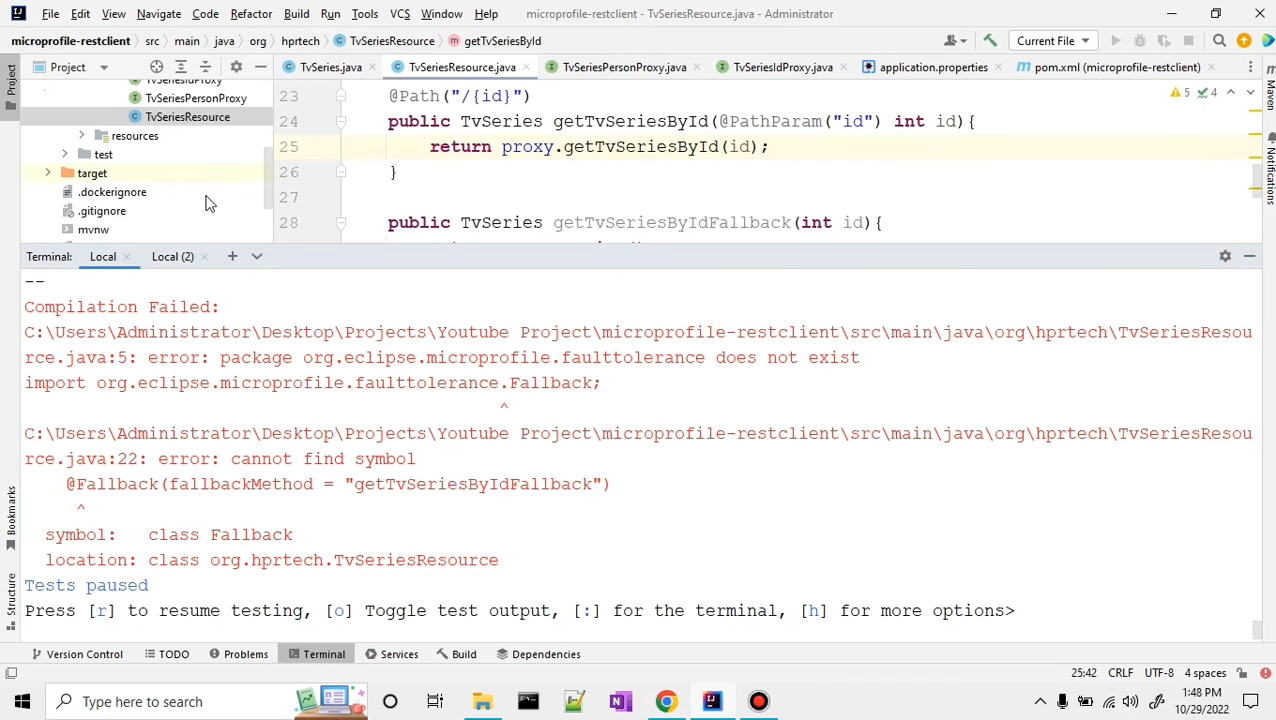 File Edit View Navigate Code Refactor Build Run Tools VCS Window Help microprofile-restclient - TvSeriesResource.java - Administrator
microprofile-restclient src main java org hprtech TvSeriesResource getTvSeriesById Current File
Project TvSeries.java TvSeriesResource.java TvSeriesPersonProxy.java TvSeriesIdProxy.java application.properties pom.xml (microprofile-restclient)
Project
Maven
TvSeriesIdProxy
TvSeriesPersonProxy
TvSeriesResource
resources
test
target
.dockerignore
.gitignore
mvnw
5 4
23 @Path("/{id}")
24 public TvSeries getTvSeriesById(@PathParam("id") int id){
25 return proxy.getTvSeriesById(id);
26 }
27
28 public TvSeries getTvSeriesByIdFallback(int id){
Notifications
Terminal: Local Local (2)
--
Compilation Failed:
C:\Users\Administrator\Desktop\Projects\Youtube Project\microprofile-restclient\src\main\java\org\hprtech\TvSeriesResou
rce.java:5: error: package org.eclipse.microprofile.faulttolerance does not exist
import org.eclipse.microprofile.faulttolerance.Fallback;
^
C:\Users\Administrator\Desktop\Projects\Youtube Project\microprofile-restclient\src\main\java\org\hprtech\TvSeriesResou
rce.java:22: error: cannot find symbol
@Fallback(fallbackMethod = "getTvSeriesByIdFallback")
^
symbol: class Fallback
location: class org.hprtech.TvSeriesResource
Tests paused
Press [r] to resume testing, [o] Toggle test output, [:] for the terminal, [h] for more options>
Bookmarks
Structure
Version Control TODO Problems Terminal Services Build Dependencies
25:42 CRLF UTF-8 4 spaces
Type here to search
1:48 PM
10/29/2022